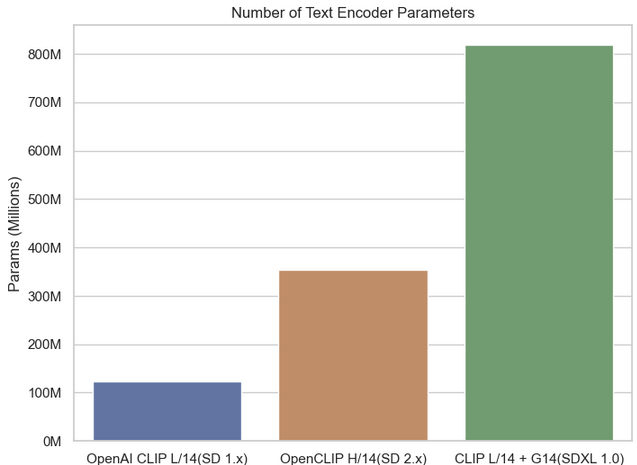 Number of Text Encoder Parameters
Params (Millions)
800M
700M
600M
500M
400M
300M
200M
100M
0M
OpenAI CLIP L/14(SD 1.x) OpenCLIP H/14(SD 2.x) CLIP L/14 + G14(SDXL 1.0)